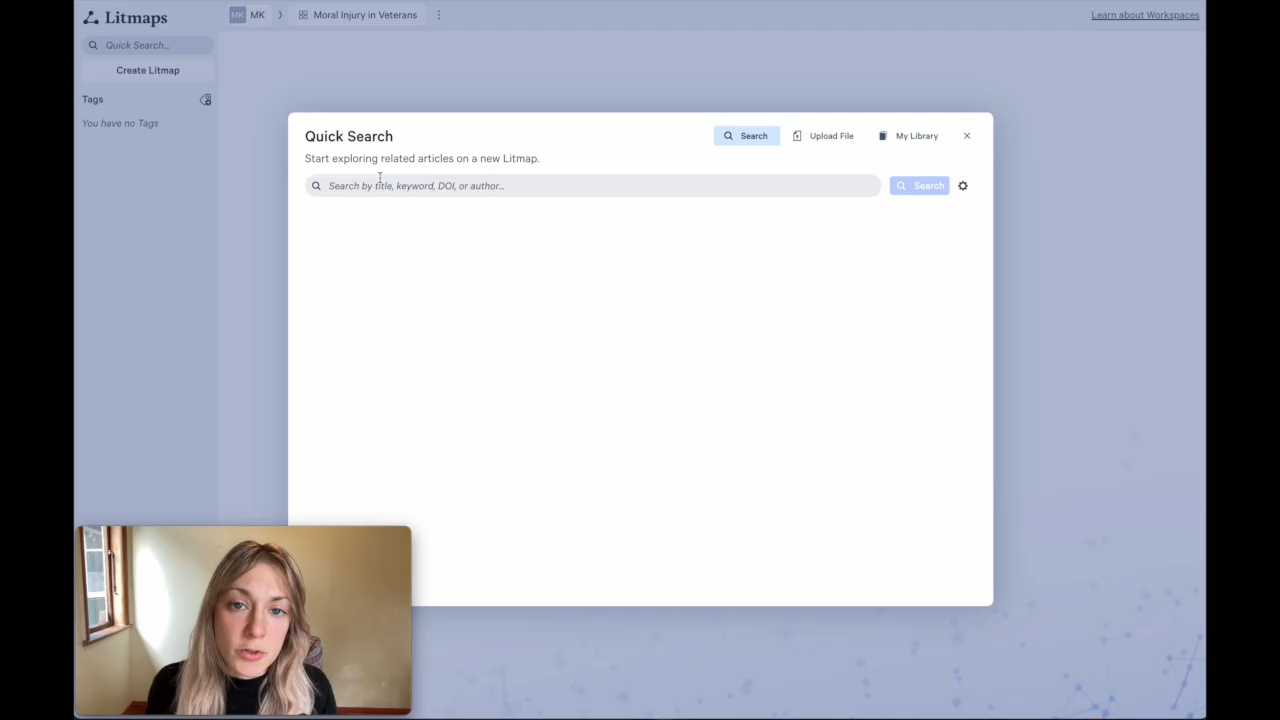 Litmaps
MK MK 〉 Moral Injury in Veterans
Learn about Workspaces
Quick Search...
Create Litmap
Tags
You have no Tags
Quick Search
Search
Upload File
My Library
Start exploring related articles on a new Litmap.
Search by title, keyword, DOI, or author...
Search